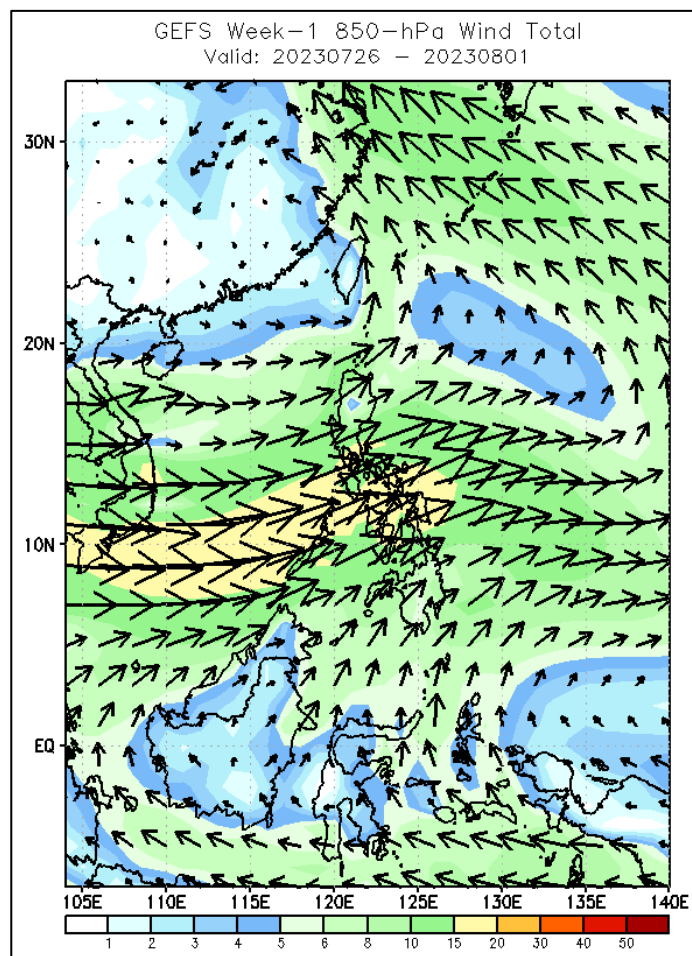 GEFS Week-1 850-hPa Wind Total
Valid: 20230726 - 20230801
30N
20N
10N
EQ
105E 110E 115E 120E 125E 130E 135E 140E
1 2 3 4 5 6 8 10 15 20 30 40 50